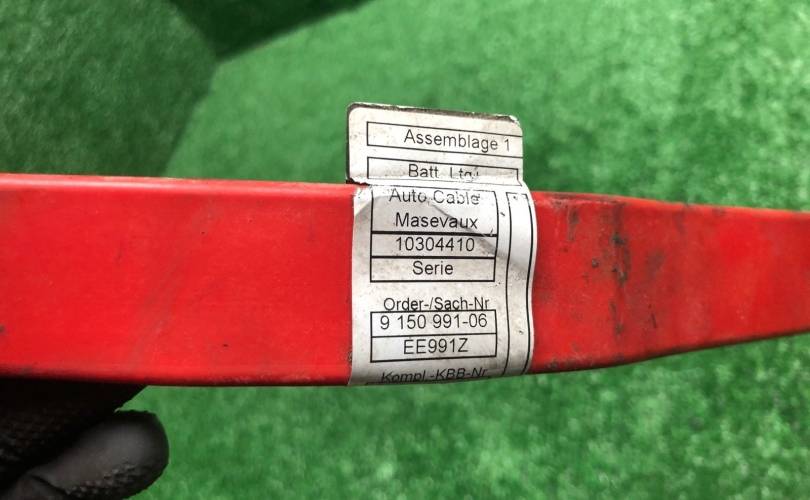 Assemblage 1
Batt. Ltg.
Auto Cable
Masevaux
10304410
Serie
Order-/Sach-Nr
9 150 991-06
EE991Z
Kompl.-KBB-Nr.